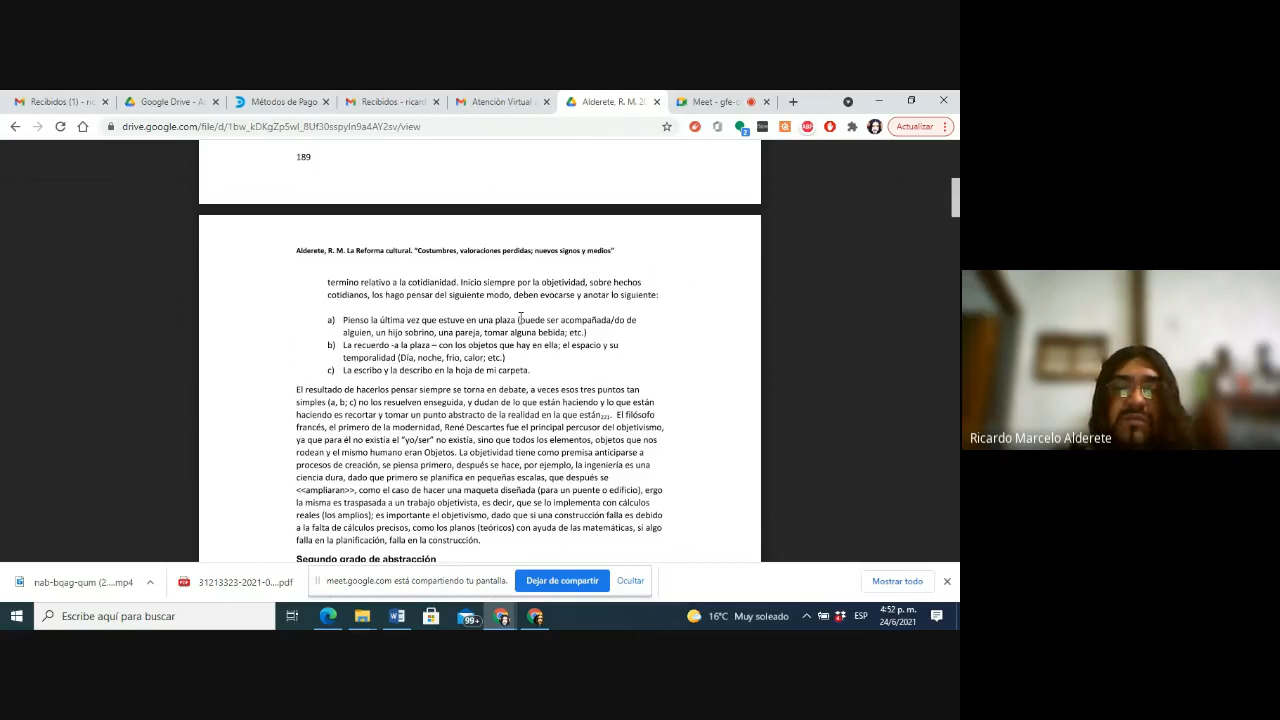 Recibidos (1) - ric
Google Drive - A
Métodos de Pago
Recibidos - ricard
Atención Virtual
Alderete, R. M. 20
Meet - gfe-c
drive.google.com/file/d/1bw_kDKgZp5wI_8Uf30sspyIn9a4AY2sv/view
2
ABP
Actualizar
189
Alderete, R. M. La Reforma cultural. “Costumbres, valoraciones perdidas; nuevos signos y medios”
termino relativo a la cotidianidad. Inicio siempre por la objetividad, sobre hechos
cotidianos, los hago pensar del siguiente modo, deben evocarse y anotar lo siguiente:
a) Pienso la última vez que estuve en una plaza (puede ser acompañada/do de
alguien, un hijo sobrino, una pareja, tomar alguna bebida; etc.)
b) La recuerdo -a la plaza – con los objetos que hay en ella; el espacio y su
temporalidad (Día, noche, frio, calor; etc.)
c) La escribo y la describo en la hoja de mi carpeta.
El resultado de hacerlos pensar siempre se torna en debate, a veces esos tres puntos tan
simples (a, b; c) no los resuelven enseguida, y dudan de lo que están haciendo y lo que están
haciendo es recortar y tomar un punto abstracto de la realidad en la que están221. El filósofo
francés, el primero de la modernidad, René Descartes fue el principal percusor del objetivismo,
ya que para él no existía el “yo/ser” no existía, sino que todos los elementos, objetos que nos
rodean y el mismo humano eran Objetos. La objetividad tiene como premisa anticiparse a
procesos de creación, se piensa primero, después se hace, por ejemplo, la ingeniería es una
ciencia dura, dado que primero se planifica en pequeñas escalas, que después se
<<ampliaran>>, como el caso de hacer una maqueta diseñada (para un puente o edificio), ergo
la misma es traspasada a un trabajo objetivista, es decir, que se lo implementa con cálculos
reales (los amplios); es importante el objetivismo, dado que si una construcción falla es debido
a la falta de cálculos precisos, como los planos (teóricos) con ayuda de las matemáticas, si algo
falla en la planificación, falla en la construcción.
Segundo grado de abstracción
Ricardo Marcelo Alderete
nab-bqag-qum (2....mp4
31213323-2021-0....pdf
meet.google.com está compartiendo tu pantalla.
Dejar de compartir
Ocultar
Mostrar todo
Escribe aquí para buscar
99+
16°C Muy soleado
ESP
4:52 p. m.
24/6/2021